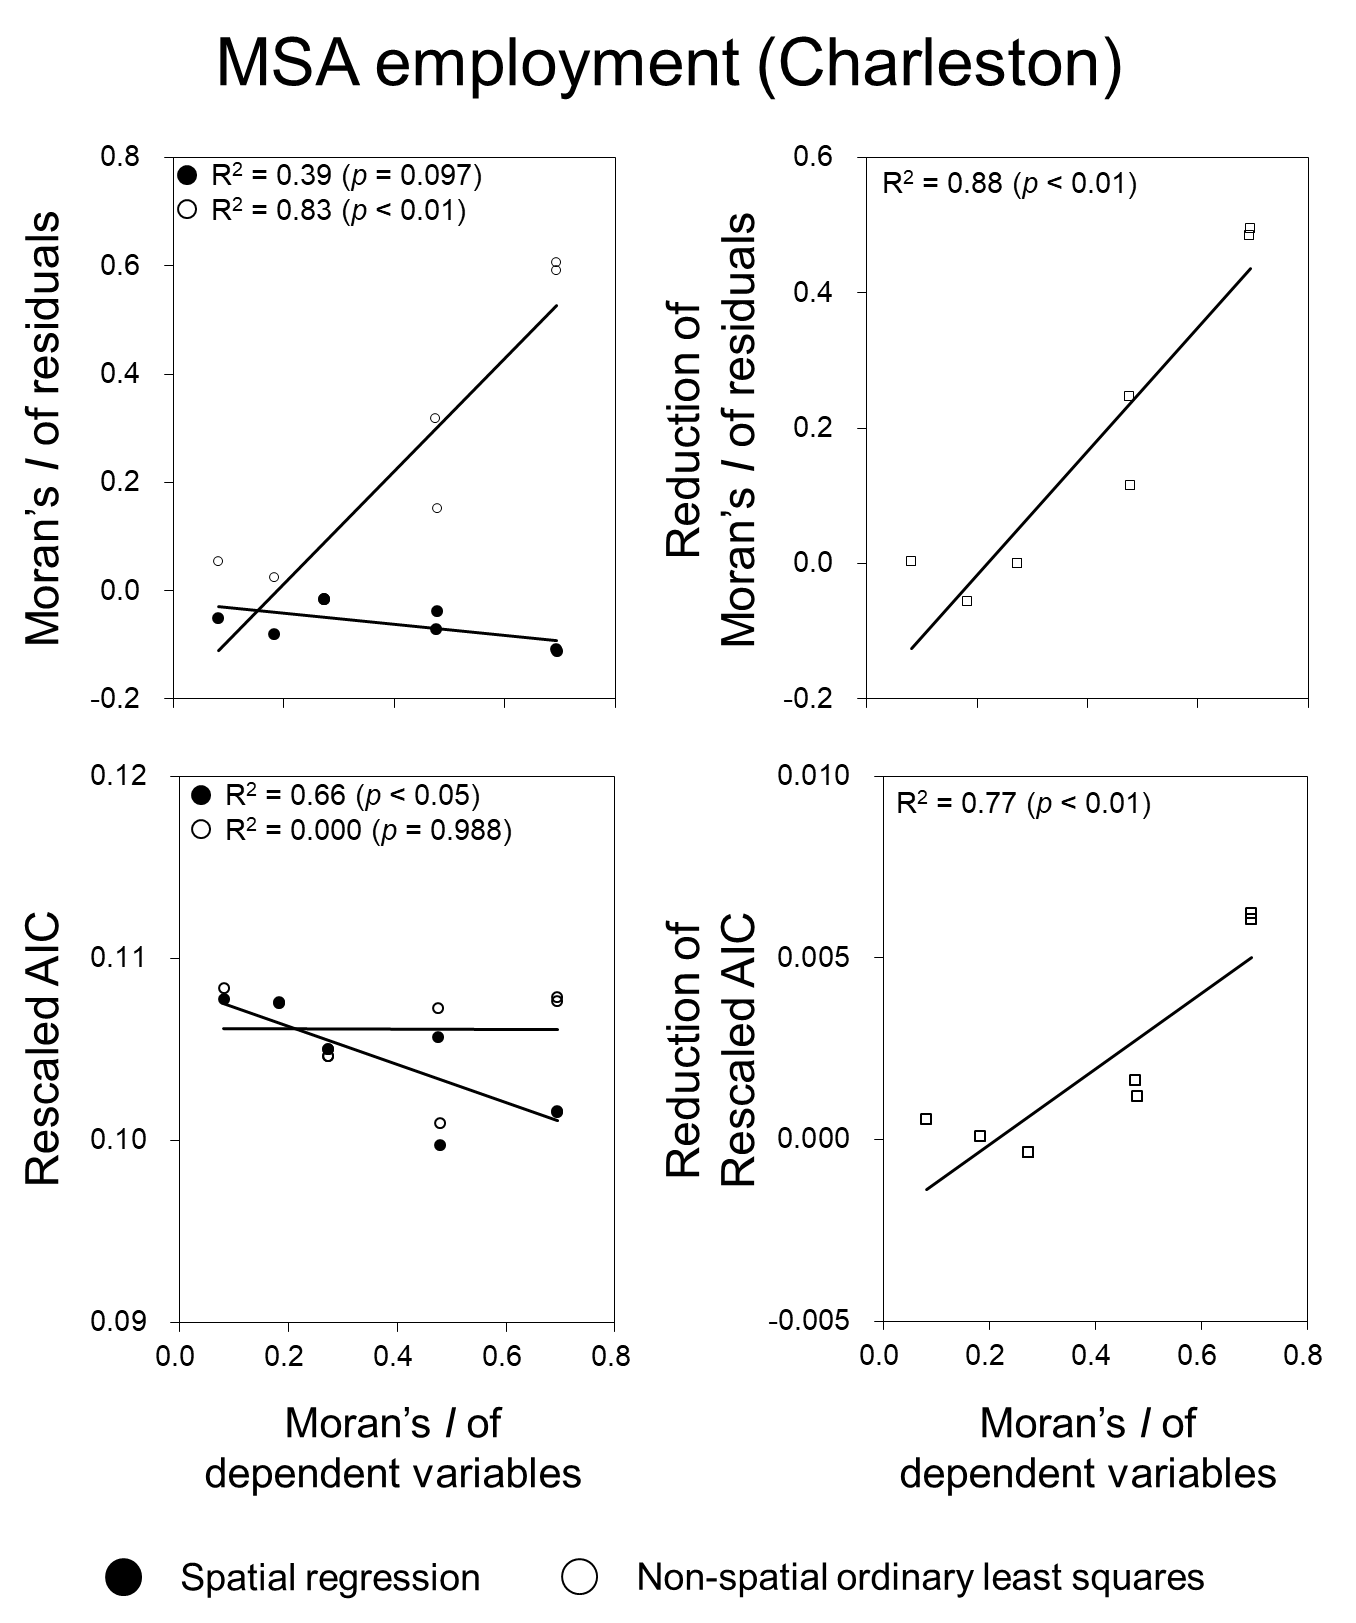 MSA employment (Charleston)
R² = 0.39 (p = 0.097)
R² = 0.83 (p < 0.01)
0.8
0.6
0.4
0.2
0.0
-0.2
Moran’s I of residuals
R² = 0.88 (p < 0.01)
0.6
0.4
0.2
0.0
-0.2
Reduction of
Moran’s I of residuals
R² = 0.66 (p < 0.05)
R² = 0.000 (p = 0.988)
0.12
0.11
0.10
0.09
Rescaled AIC
0.0 0.2 0.4 0.6 0.8
Moran’s I of
dependent variables
R² = 0.77 (p < 0.01)
0.010
0.005
0.000
-0.005
Reduction of
Rescaled AIC
0.0 0.2 0.4 0.6 0.8
Moran’s I of
dependent variables
Spatial regression Non-spatial ordinary least squares